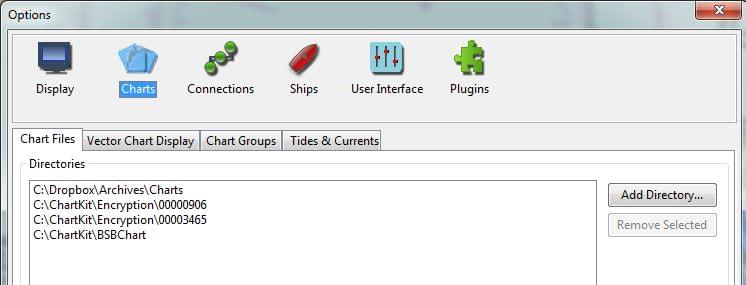 Options
Display Charts Connections Ships User Interface Plugins
Chart Files Vector Chart Display Chart Groups Tides & Currents
Directories
C:\Dropbox\Archives\Charts
C:\ChartKit\Encryption\00000906
C:\ChartKit\Encryption\00003465
C:\ChartKit\BSBChart
Add Directory...
Remove Selected